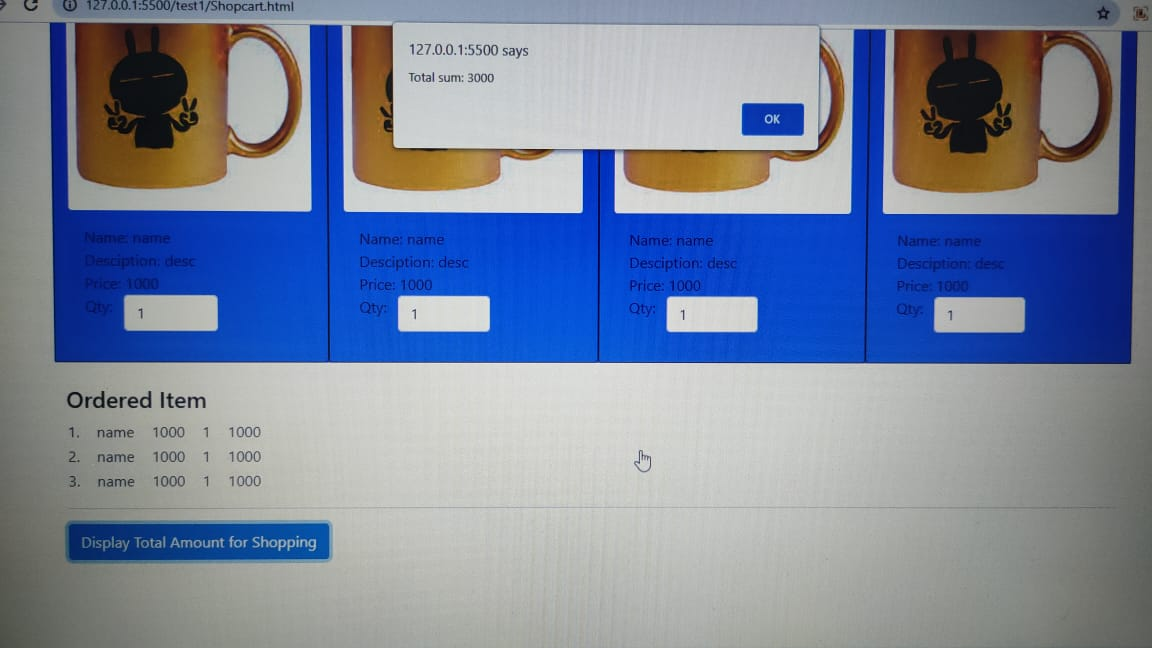 127.0.0.1:5500/test1/Shopcart.html
127.0.0.1:5500 says
Total sum: 3000
OK
Name: name
Desciption: desc
Price: 1000
Qty: 1
Name: name
Desciption: desc
Price: 1000
Qty: 1
Name: name
Desciption: desc
Price: 1000
Qty: 1
Name: name
Desciption: desc
Price: 1000
Qty: 1
Ordered Item
1. name 1000 1 1000
2. name 1000 1 1000
3. name 1000 1 1000
Display Total Amount for Shopping